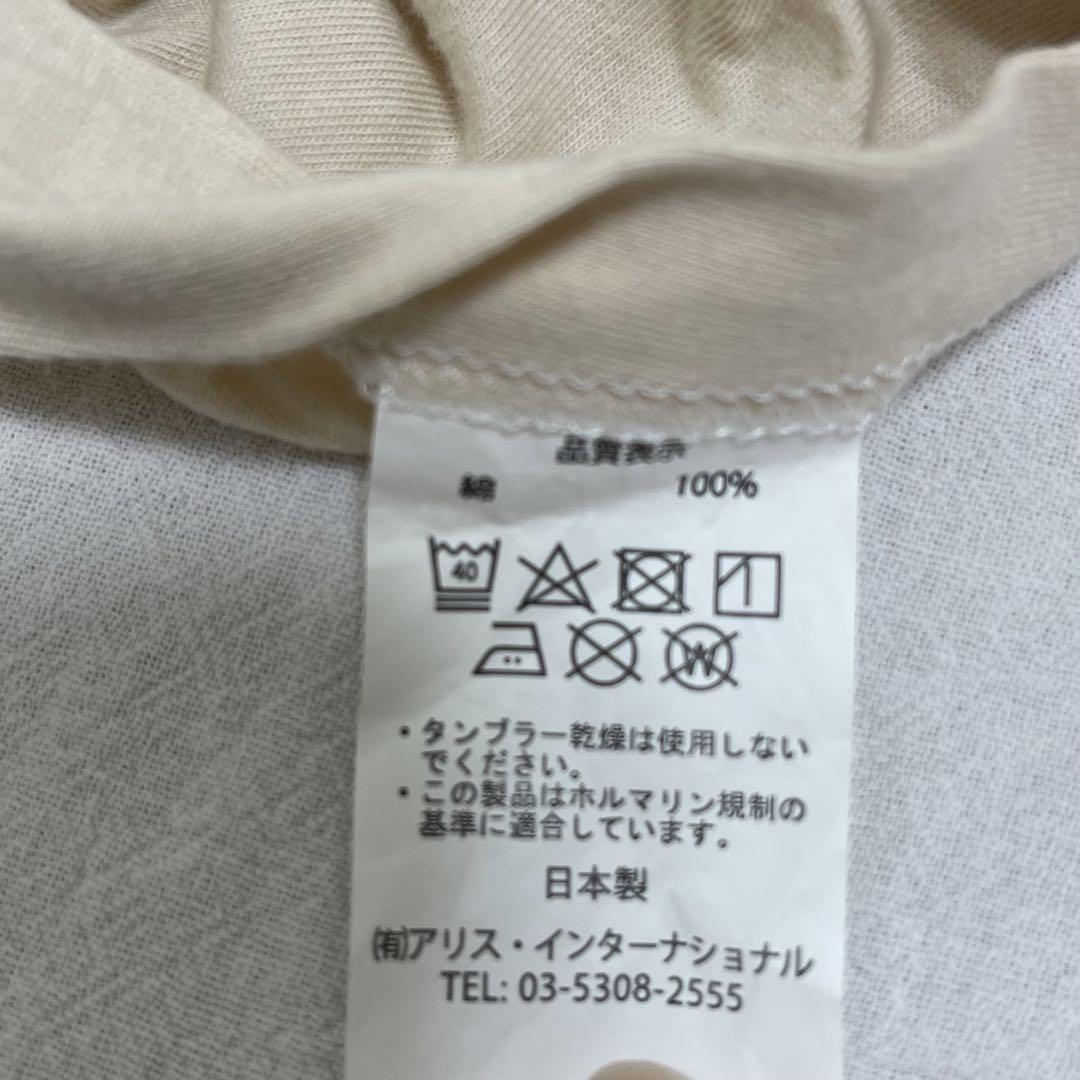 品質表示
綿 100%
40
W
・タンブラー乾燥は使用しない
でください。
・この製品はホルマリン規制の
基準に適合しています。
日本製
㈲アリス・インターナショナル
TEL: 03-5308-2555